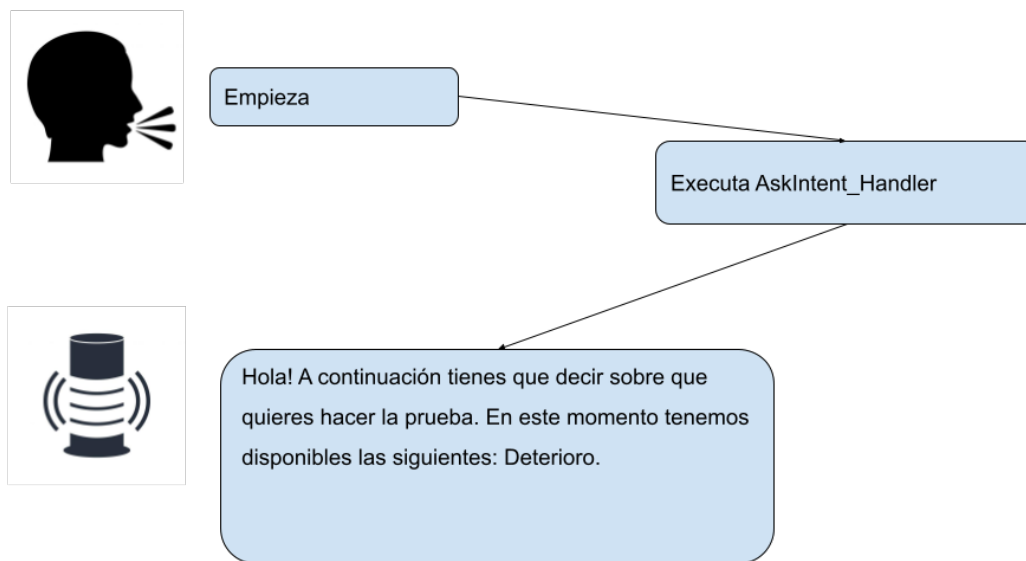 Empieza
Executa AskIntent_Handler
Hola! A continuación tienes que decir sobre que
quieres hacer la prueba. En este momento tenemos
disponibles las siguientes: Deterioro.